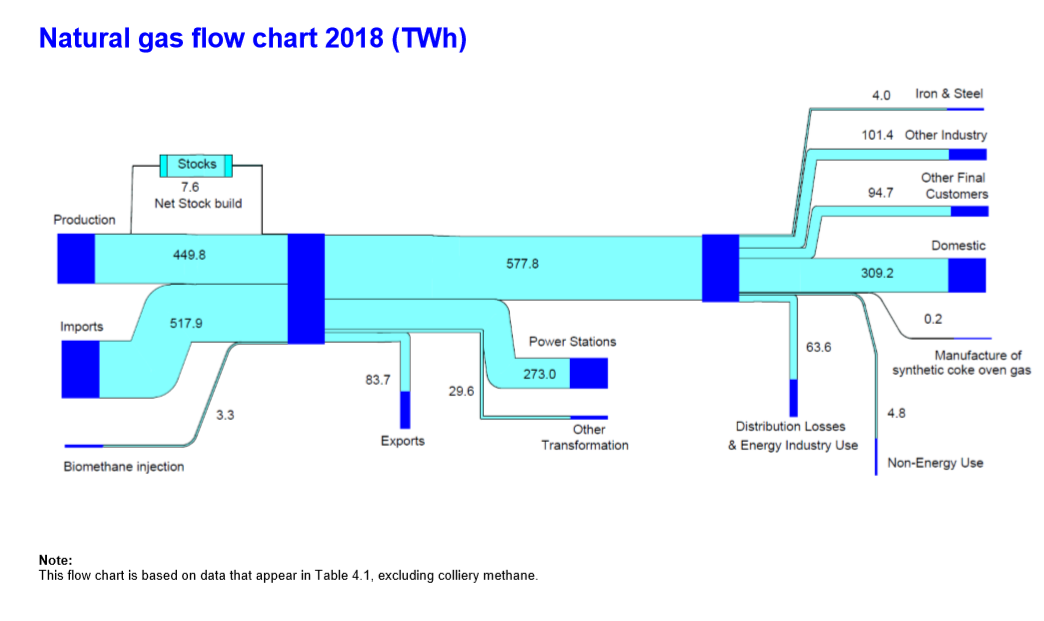 Natural gas flow chart 2018 (TWh)
4.0 Iron & Steel
101.4 Other Industry
Stocks
7.6
Net Stock build
Other Final
Customers
94.7
Production
449.8
577.8
Domestic
309.2
Imports
517.9
0.2
Manufacture of
synthetic coke oven gas
Power Stations
273.0
63.6
83.7
29.6
3.3
4.8
Exports
Other
Transformation
Distribution Losses
& Energy Industry Use
Biomethane injection
Non-Energy Use
Note:
This flow chart is based on data that appear in Table 4.1, excluding colliery methane.